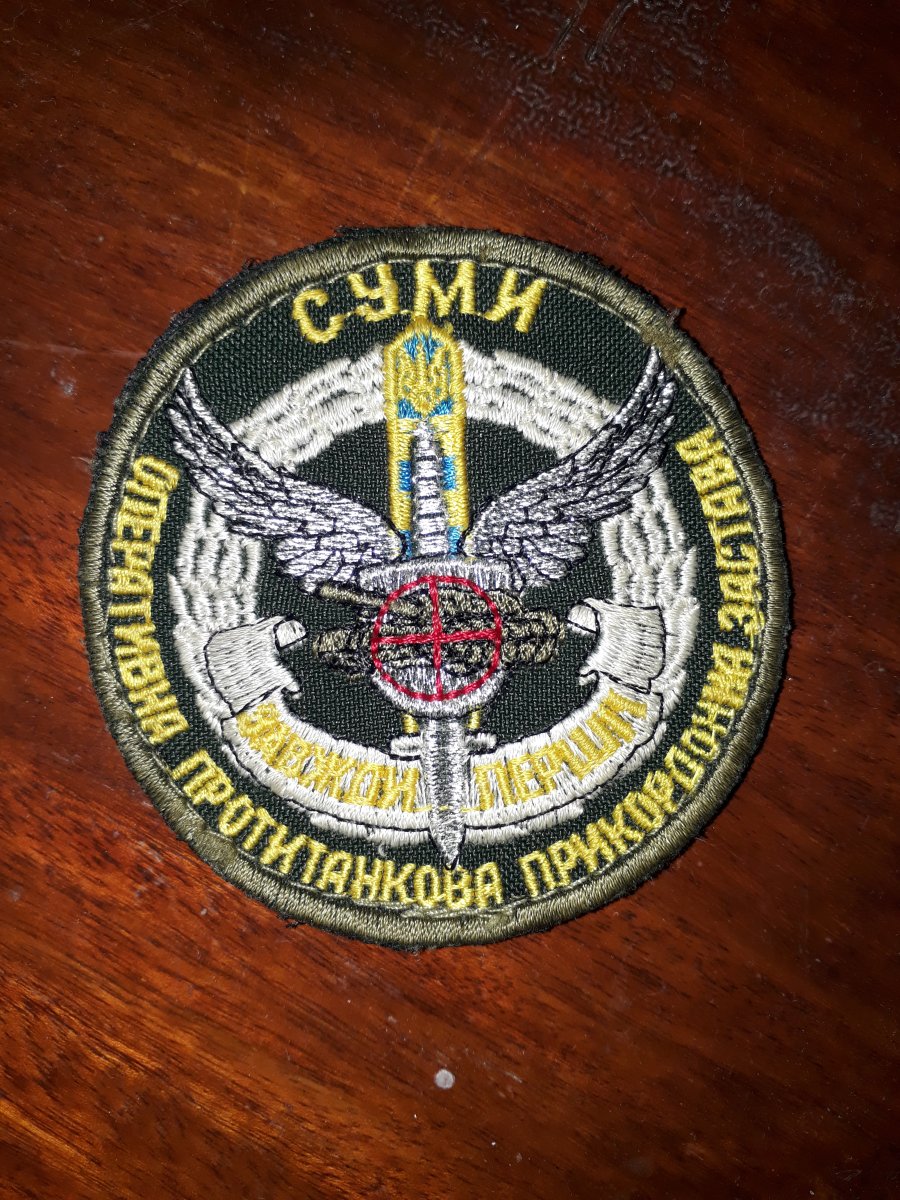 СУМИ
ОПЕРАТИВНА ПРОТИТАНКОВА ПРИКОРДОННА ЗАСТАВА
ЗАВЖДИ ПЕРШІ